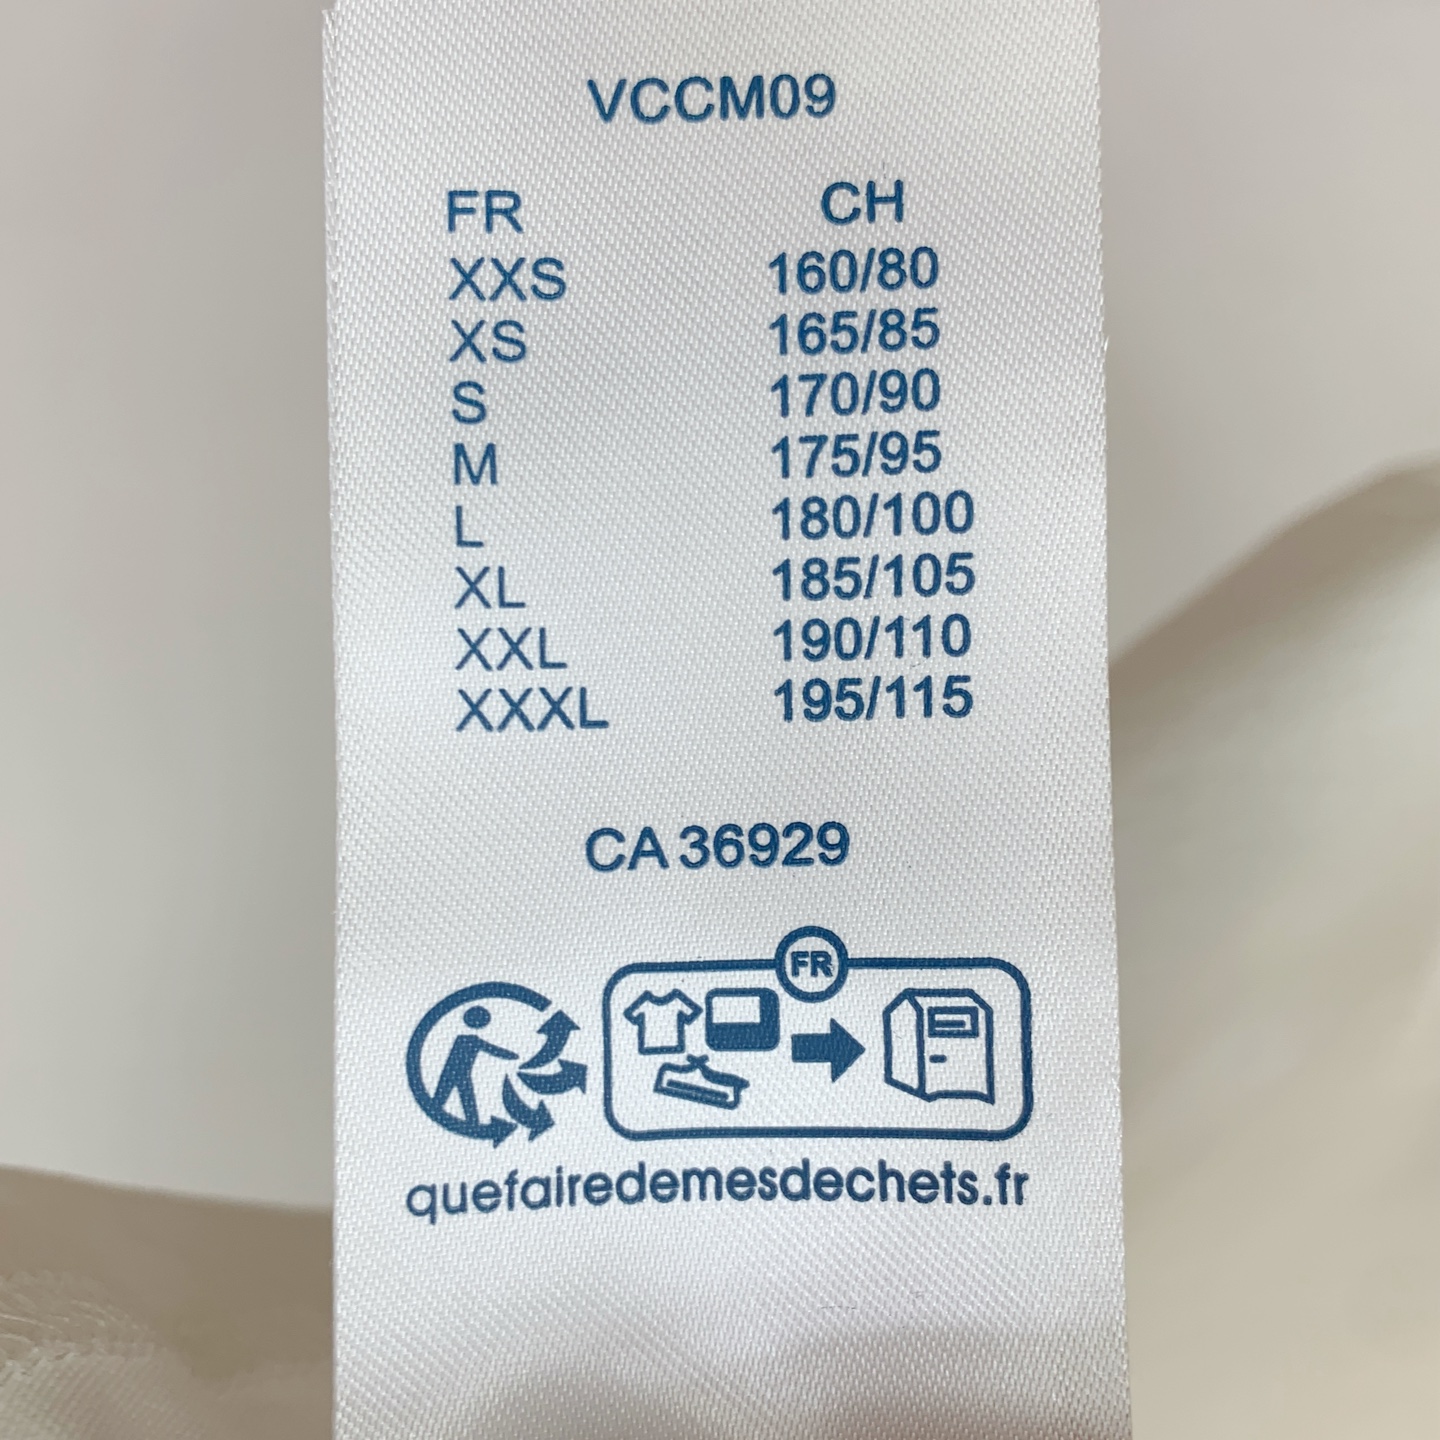 VCCM09
FR CH
XXS 160/80
XS 165/85
S 170/90
M 175/95
L 180/100
XL 185/105
XXL 190/110
XXXL 195/115
CA 36929
FR
quefairedemesdechets.fr